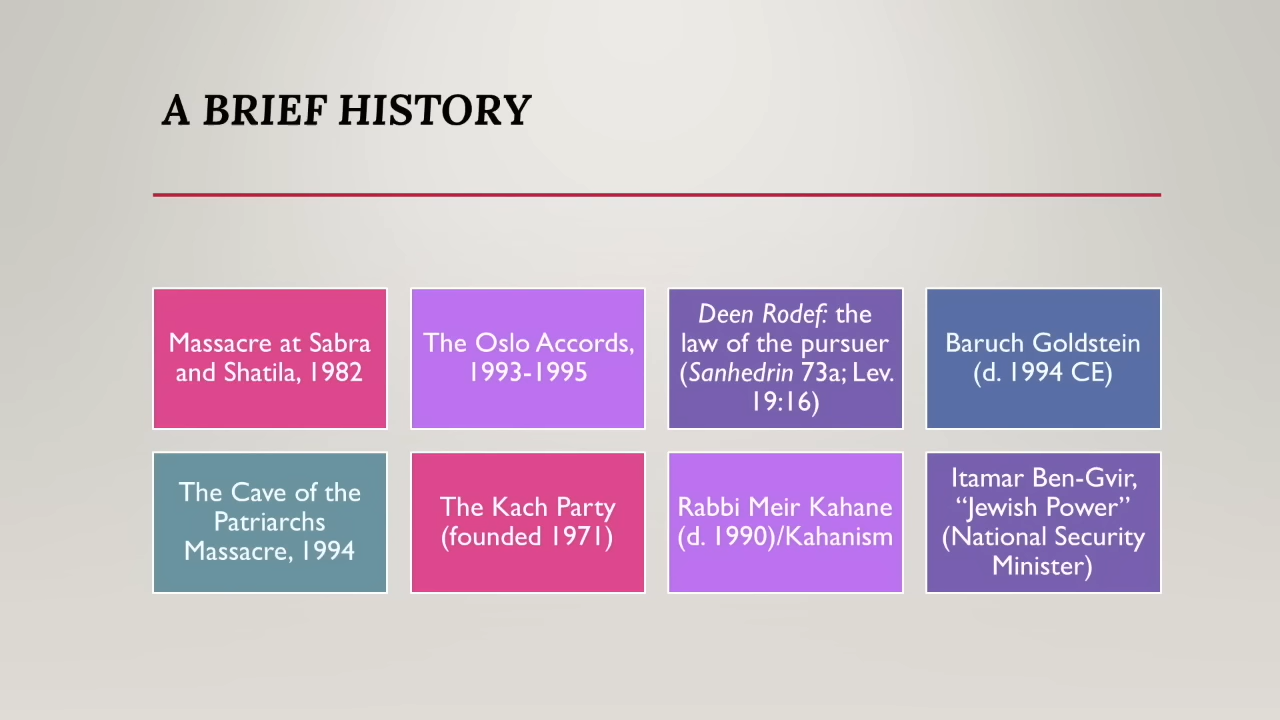 A BRIEF HISTORY
Massacre at Sabra
and Shatila, 1982
The Oslo Accords,
1993-1995
Deen Rodef: the
law of the pursuer
(Sanhedrin 73a; Lev.
19:16)
Baruch Goldstein
(d. 1994 CE)
The Cave of the
Patriarchs
Massacre, 1994
The Kach Party
(founded 1971)
Rabbi Meir Kahane
(d. 1990)/Kahanism
Itamar Ben-Gvir,
“Jewish Power”
(National Security
Minister)